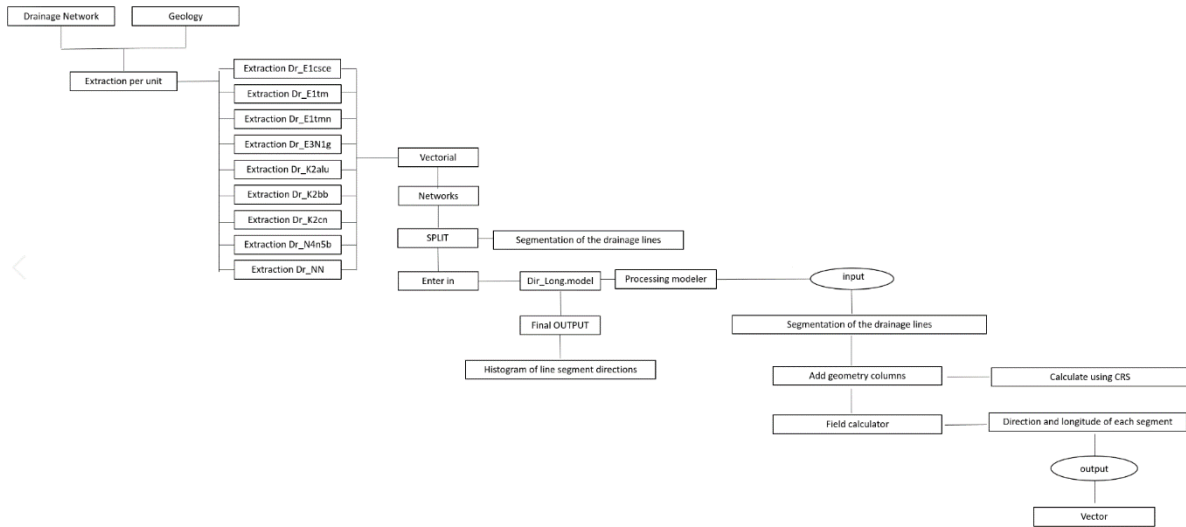 Drainage Network
Geology
Extraction per unit
Extraction Dr_E1csce
Extraction Dr_E1tm
Extraction Dr_E1tmn
Extraction Dr_E3N1g
Extraction Dr_K2alu
Extraction Dr_K2bb
Extraction Dr_K2cn
Extraction Dr_N4n5b
Extraction Dr_NN
Vectorial
Networks
SPLIT
Segmentation of the drainage lines
Enter in
Dir_Long.model
Processing modeler
input
Final OUTPUT
Histogram of line segment directions
Segmentation of the drainage lines
Add geometry columns
Calculate using CRS
Field calculator
Direction and longitude of each segment
output
Vector